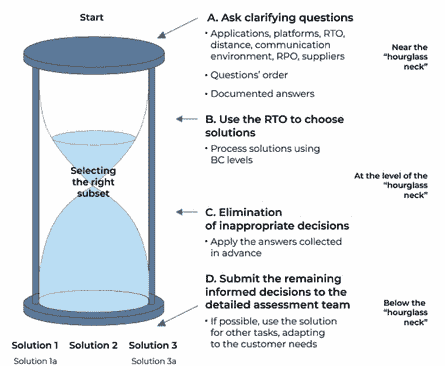 Start
A. Ask clarifying questions
• Applications, platforms, RTO,
distance, communication
environment, RPO, suppliers
• Questions' order
• Documented answers
Near the
"hourglass
neck"
B. Use the RTO to choose
solutions
• Process solutions using
BC levels
Selecting
the right
subset
At the level of the
"hourglass
neck"
C. Elimination
of inappropriate decisions
• Apply the answers collected
in advance
D. Submit the remaining
informed decisions to the
detailed assessment team
• If possible, use the solution
for other tasks, adapting
to the customer needs
Below the
"hourglass
neck"
Solution 1 Solution 2 Solution 3
Solution 1a Solution 3a